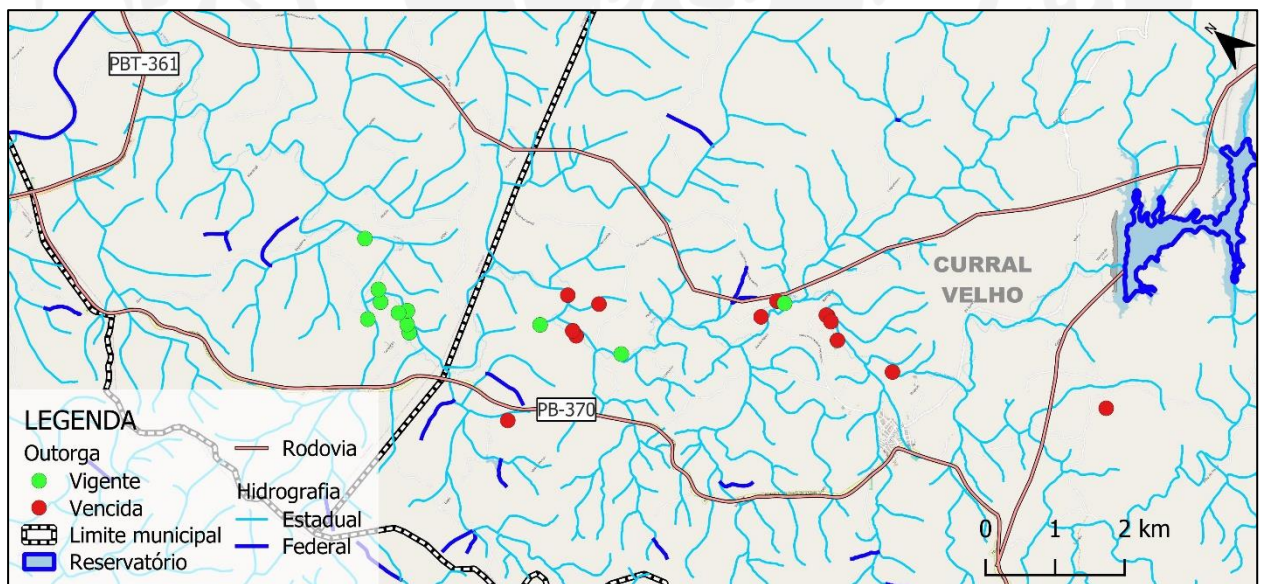 N
PBT-361
CURRAL
VELHO
PB-370
LEGENDA
Outorga
Vigente
Vencida
Limite municipal
Reservatório
Rodovia
Hidrografia
Estadual
Federal
0 1 2 km